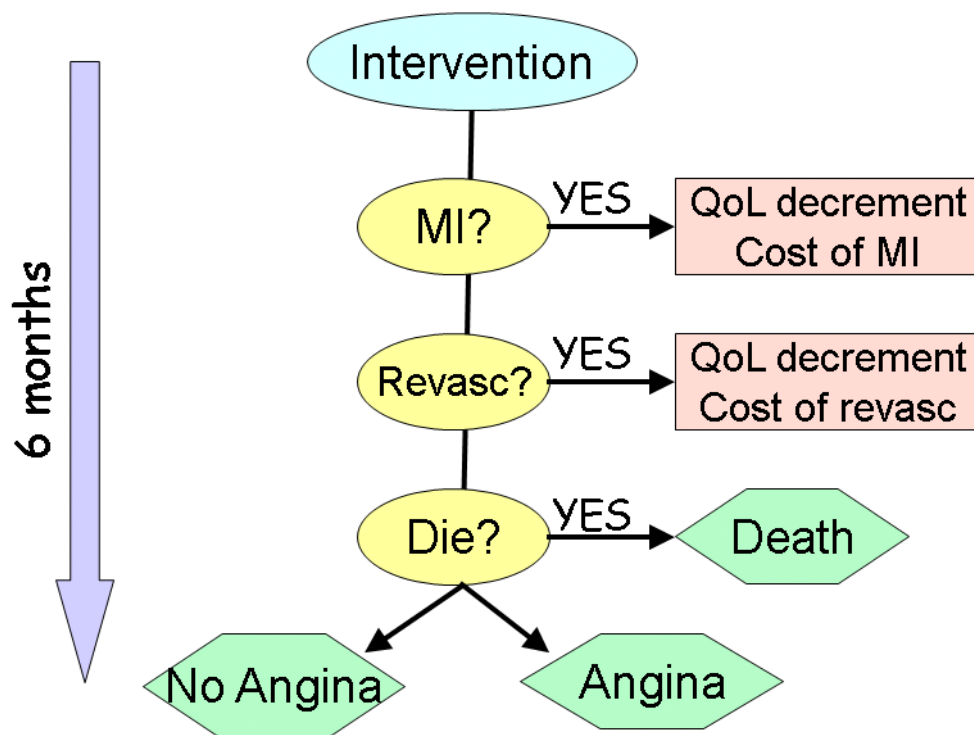 Intervention
MI?
YES
QoL decrement
Cost of MI
6 months
Revasc?
YES
QoL decrement
Cost of revasc
Die?
YES
Death
No Angina
Angina